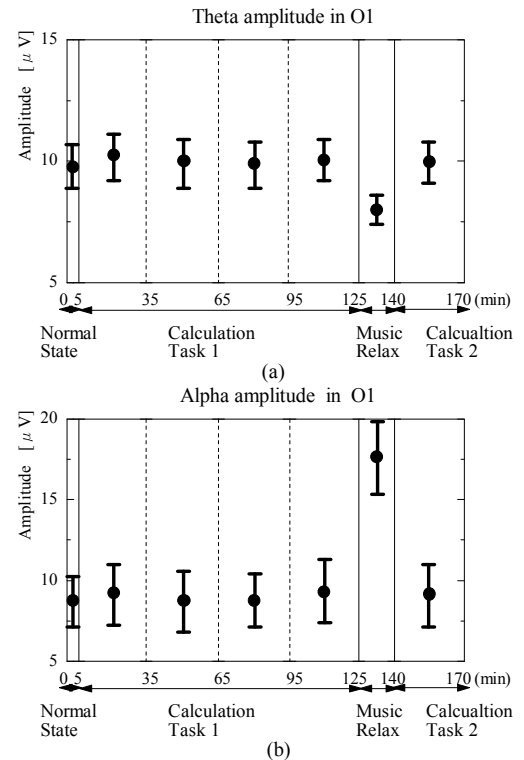 Theta amplitude in O1
Amplitude [ μ V]
15
10
5
0 5 35 65 95 125 140 170 (min)
Normal State
Calculation Task 1
Music Relax
Calcualtion Task 2
(a)
Alpha amplitude in O1
Amplitude [ μ V]
20
15
10
5
0 5 35 65 95 125 140 170 (min)
Normal State
Calculation Task 1
Music Relax
Calcualtion Task 2
(b)